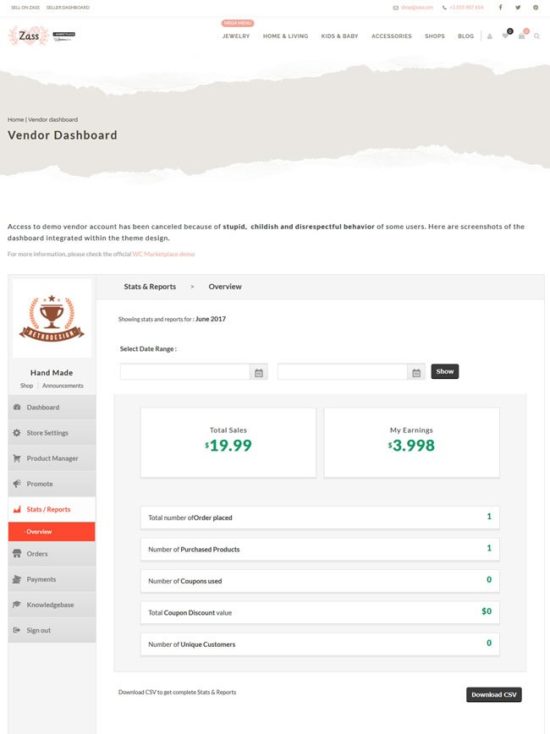 SELL ON ZASS SELLER DASHBOARD
MEGA MENU
Zass
JEWELRY HOME & LIVING KIDS & BABY ACCESSORIES SHOPS BLOG
0 0
Home | Vendor dashboard
Vendor Dashboard
Access to demo vendor account has been canceled because of stupid, childish and disrespectful behavior of some users. Here are screenshots of the
dashboard integrated within the theme design.
For more information, please check the official WC Marketplace demo
Stats & Reports > Overview
RETRODESIGN
Showing stats and reports for : June 2017
Select Date Range :
Hand Made
Shop | Announcements
Show
Dashboard
Store Settings
Product Manager
Promote
Stats / Reports
- Overview
Orders
Payments
Knowledgebase
Sign out
Total Sales
$19.99
My Earnings
$3.998
Total number ofOrder placed 1
Number of Purchased Products 1
Number of Coupons used 0
Total Coupon Discount value $0
Number of Unique Customers 0
Download CSV to get complete Stats & Reports
Download CSV